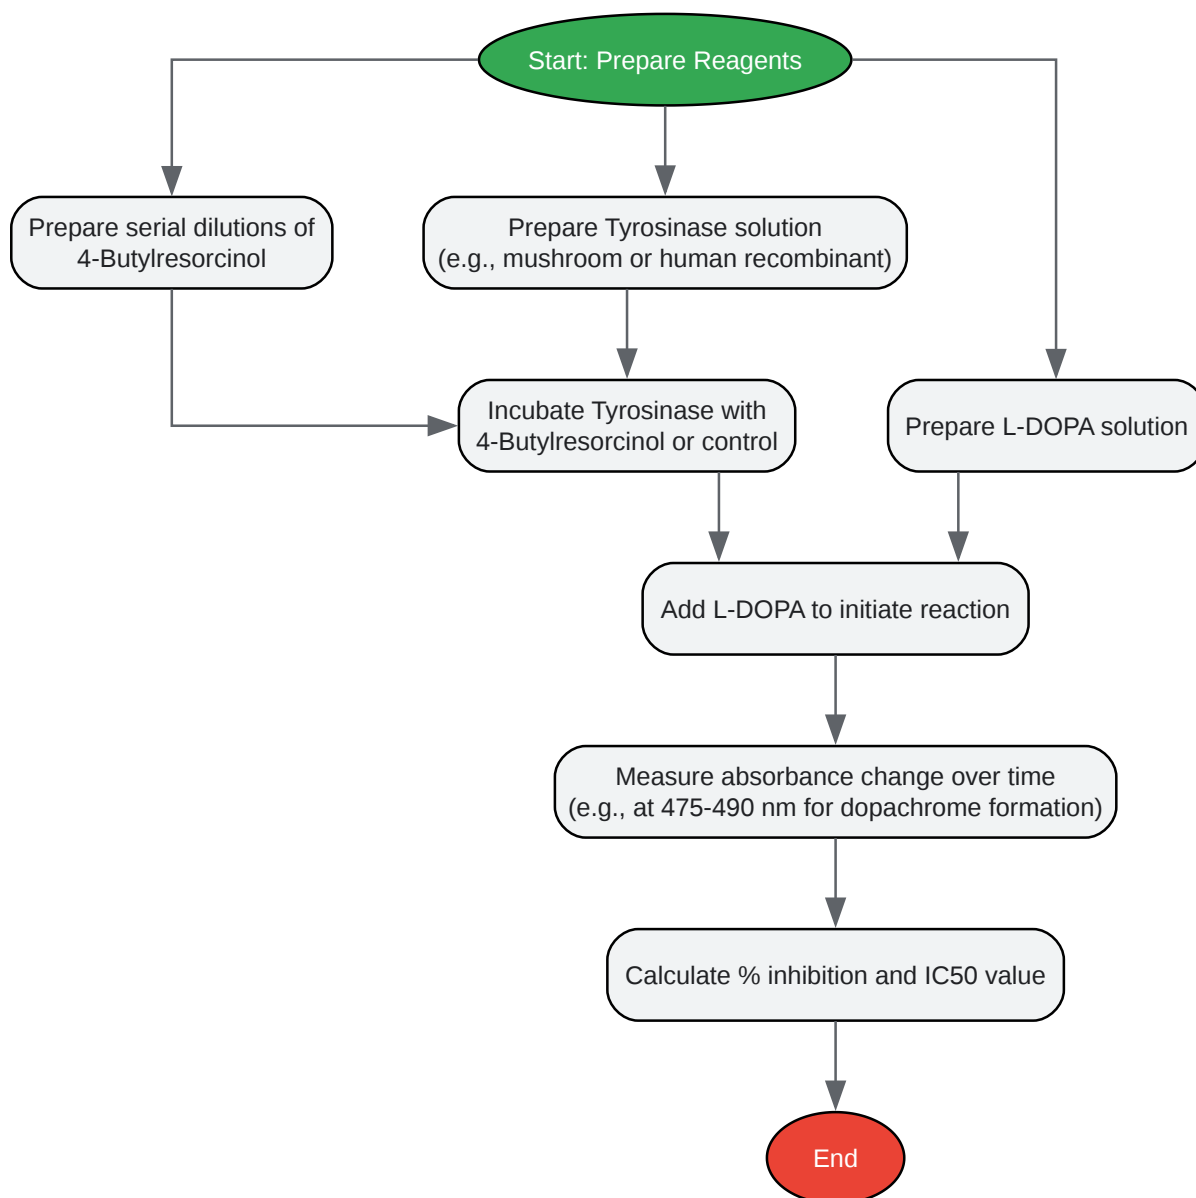 Start: Prepare Reagents
Prepare serial dilutions of
4-Butylresorcinol
Prepare Tyrosinase solution
(e.g., mushroom or human recombinant)
Incubate Tyrosinase with
4-Butylresorcinol or control
Prepare L-DOPA solution
Add L-DOPA to initiate reaction
Measure absorbance change over time
(e.g., at 475-490 nm for dopachrome formation)
Calculate % inhibition and IC50 value
End